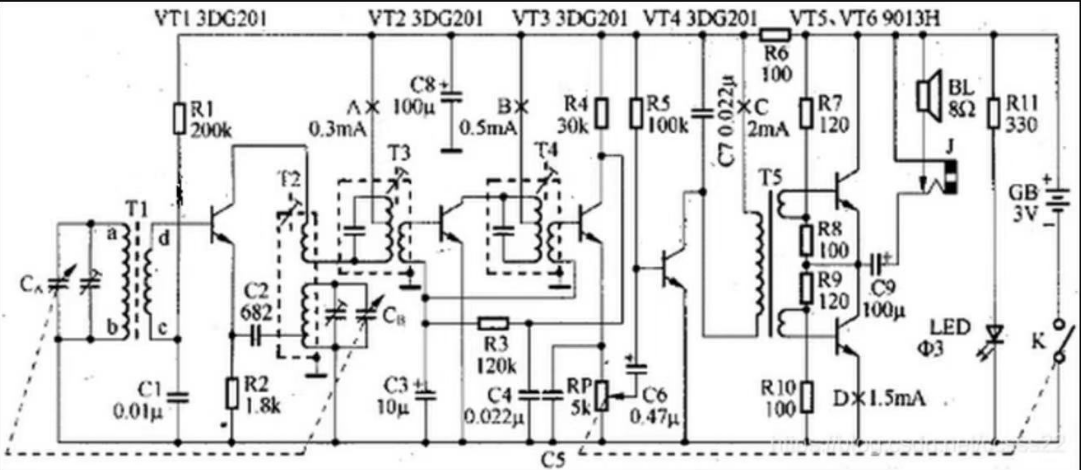 VT1 3DG201
VT2 3DG201
VT3 3DG201
VT4 3DG201
VT5、VT6 9013H
R6
100
R1
200k
A
0.3mA
C8
+
100μ
B
0.5mA
R4
30k
R5
100k
C7 0.022μ
C
2mA
R7
120
BL
8Ω
R11
330
J
GB
3V
+
−
T1
a
b
c
d
T2
T3
T4
T5
R8
100
R9
120
C9
100μ
+
CA
CB
C2
682
R3
120k
LED
Φ3
K
C1
0.01μ
R2
1.8k
C3
+
10μ
C4
0.022μ
RP
5k
+
C6
0.47μ
R10
100
D
1.5mA
C5